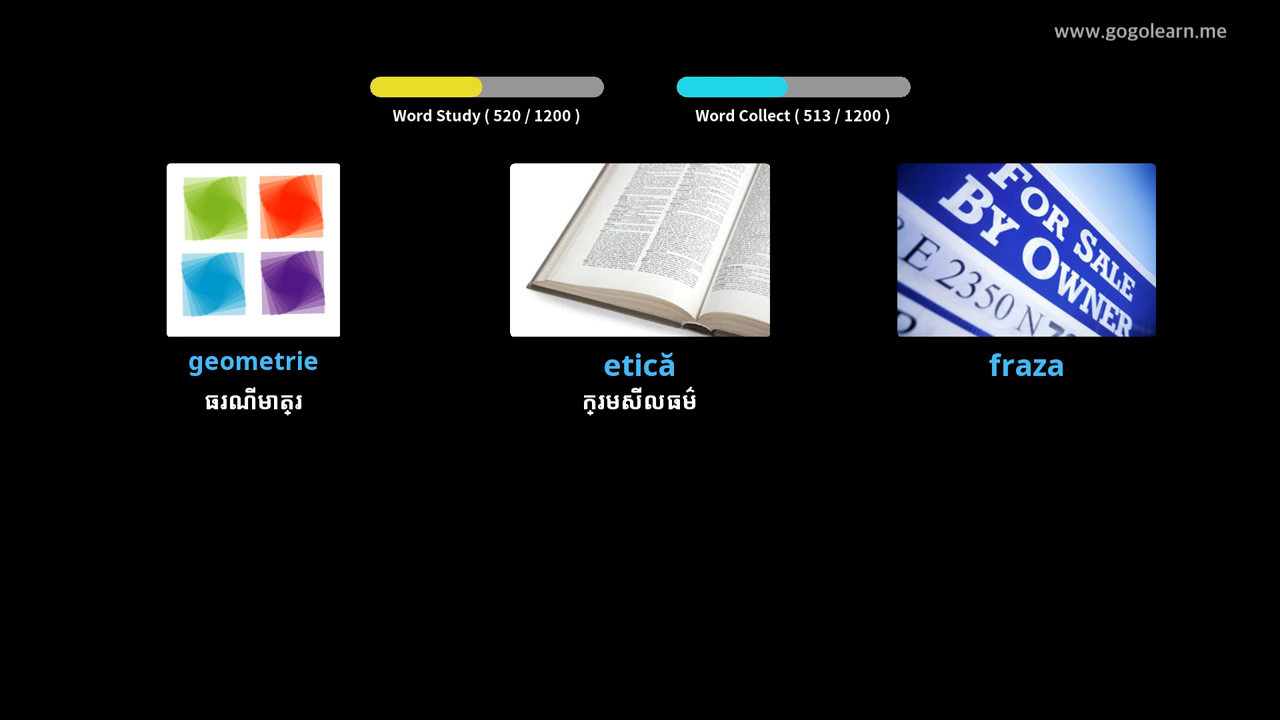 www.gogolearn.me
Word Study ( 520 / 1200 )
Word Collect ( 513 / 1200 )
FOR SALE
BY OWNER
E 2350 N
geometrie
etică
fraza
ធរណីមាត្រ
ក្រមសីលធម៌